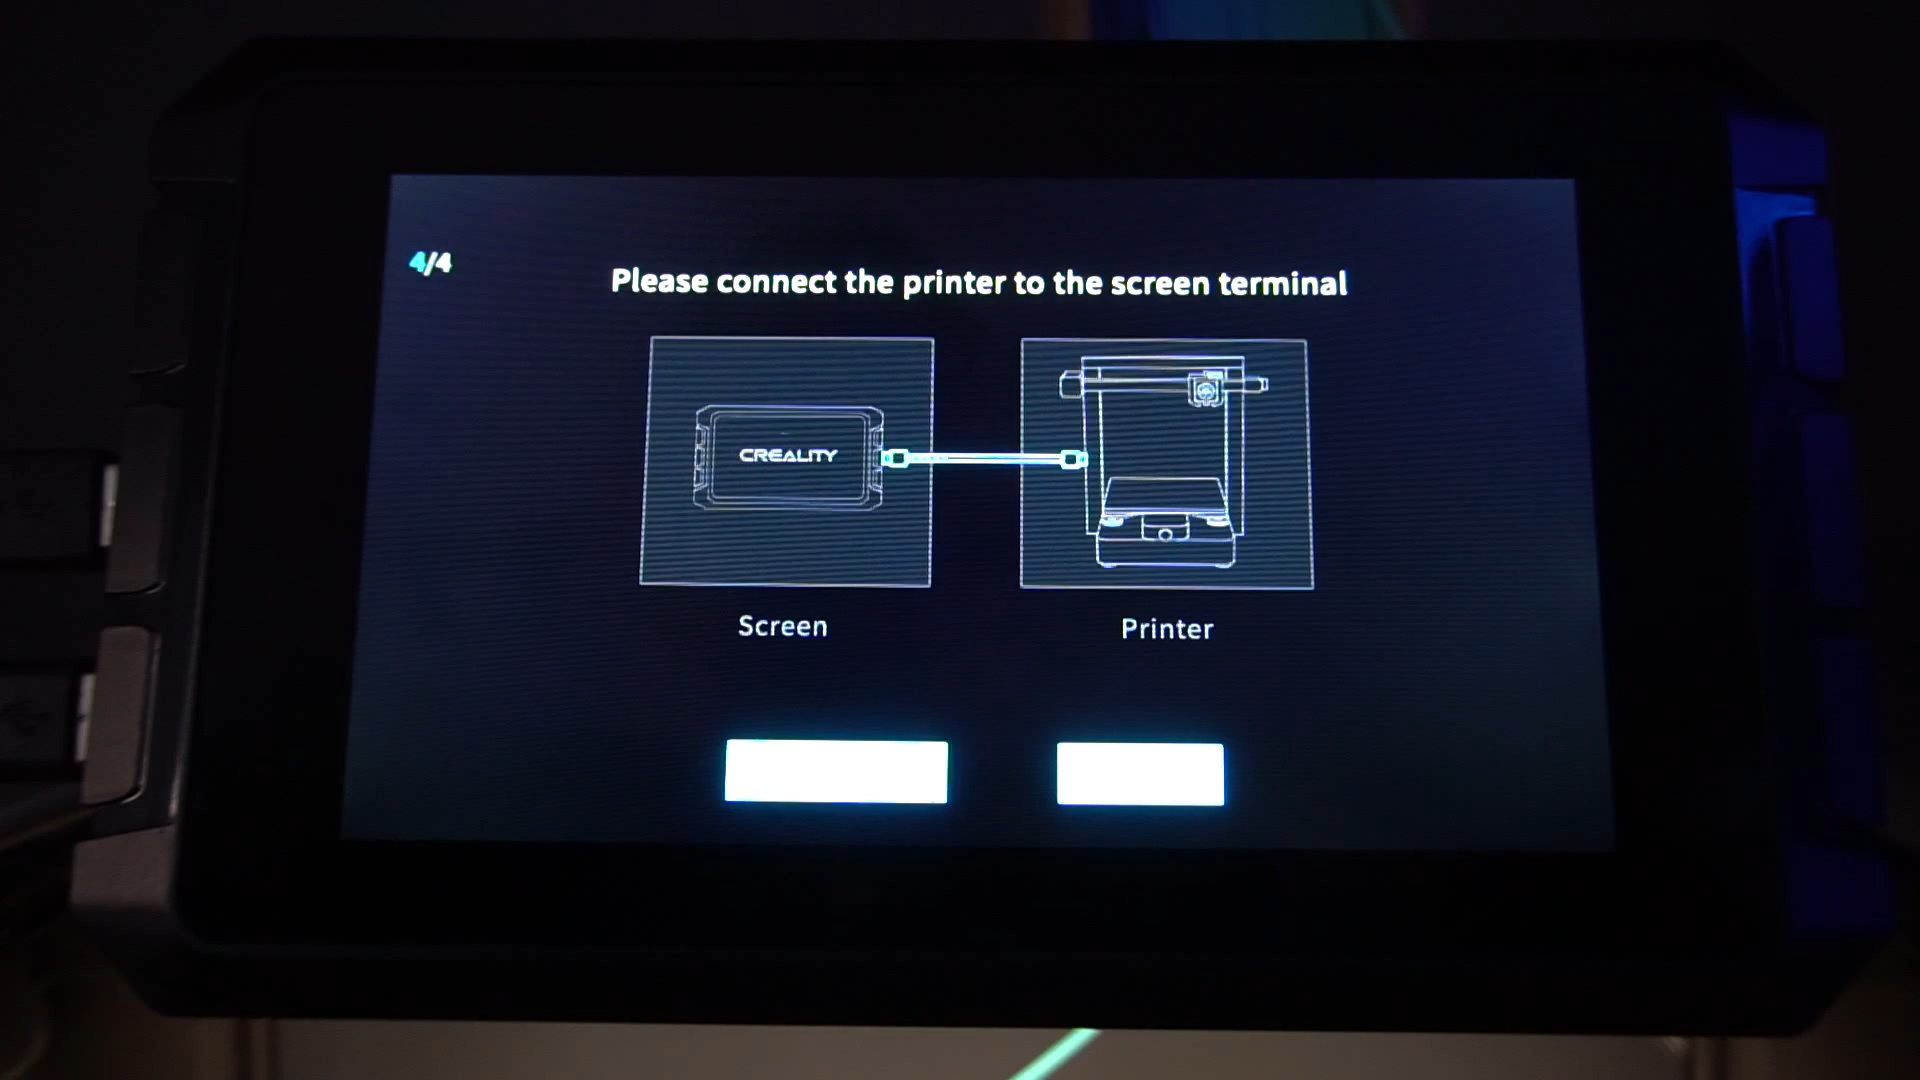 4/4
Please connect the printer to the screen terminal
CREALITY
Screen
Printer